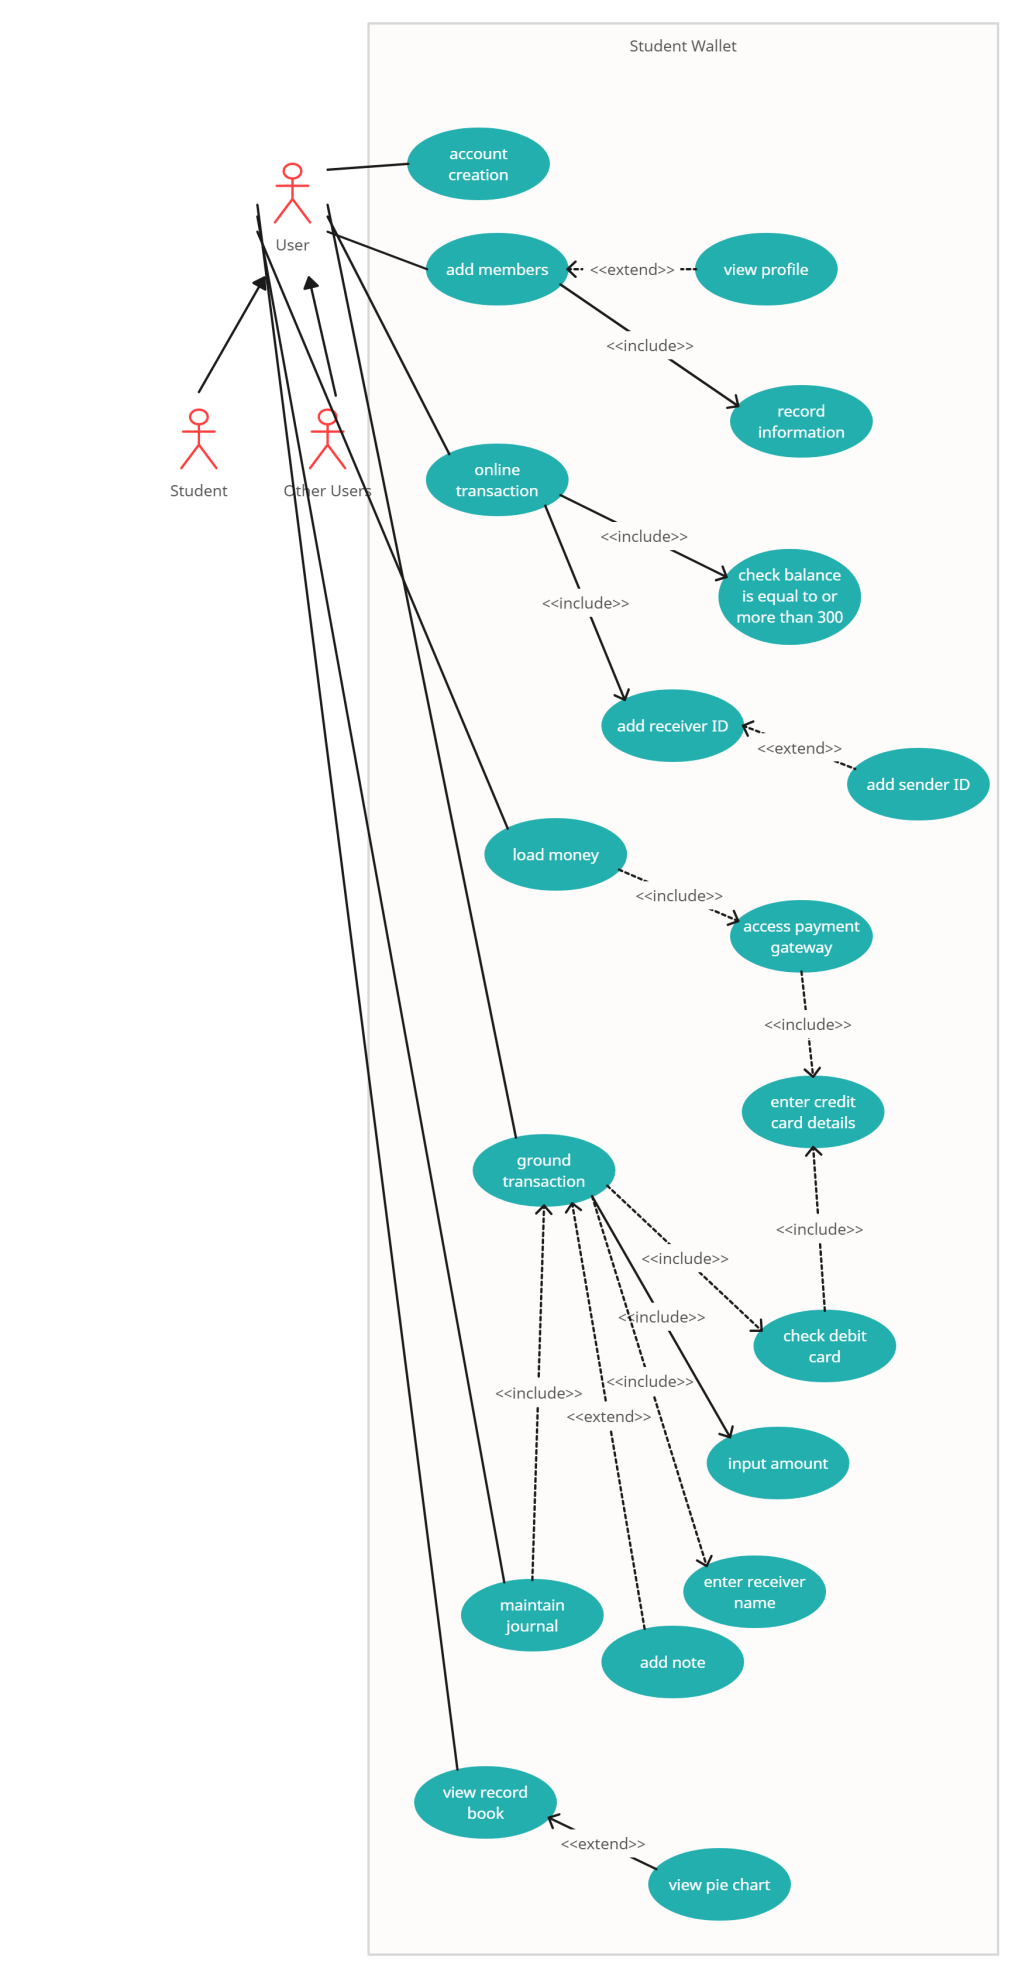 Student Wallet
account
creation
User
add members
<<extend>>
view profile
<<include>>
record
information
online
transaction
Student
Other Users
<<include>>
check balance
is equal to or
more than 300
<<include>>
add receiver ID
<<extend>>
add sender ID
load money
<<include>>
access payment
gateway
<<include>>
enter credit
card details
ground
transaction
<<include>>
<<include>>
<<include>>
check debit
card
<<include>>
<<include>>
<<extend>>
input amount
enter receiver
name
maintain
journal
add note
view record
book
<<extend>>
view pie chart